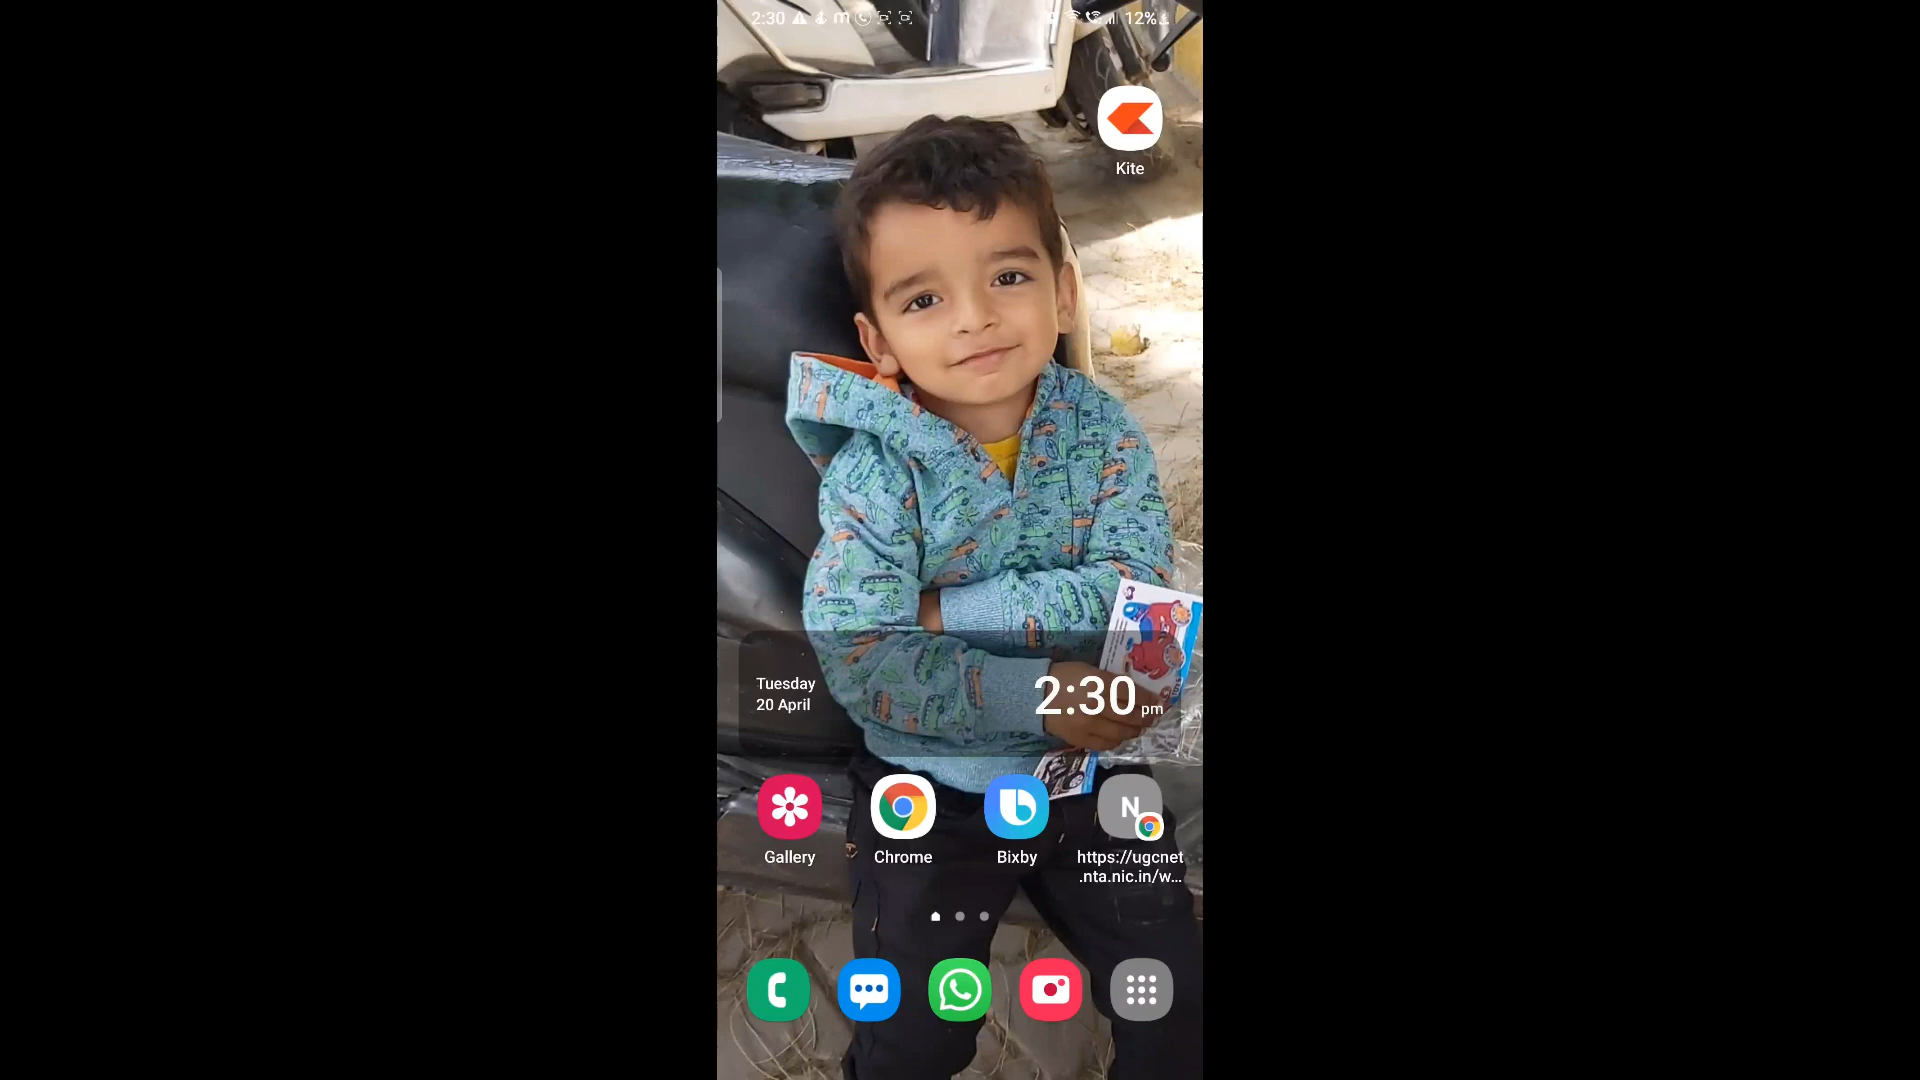 2:30
12%
Kite
Tuesday
20 April
2:30 pm
Gallery
Chrome
Bixby
N
https://ugcnet
.nta.nic.in/w...